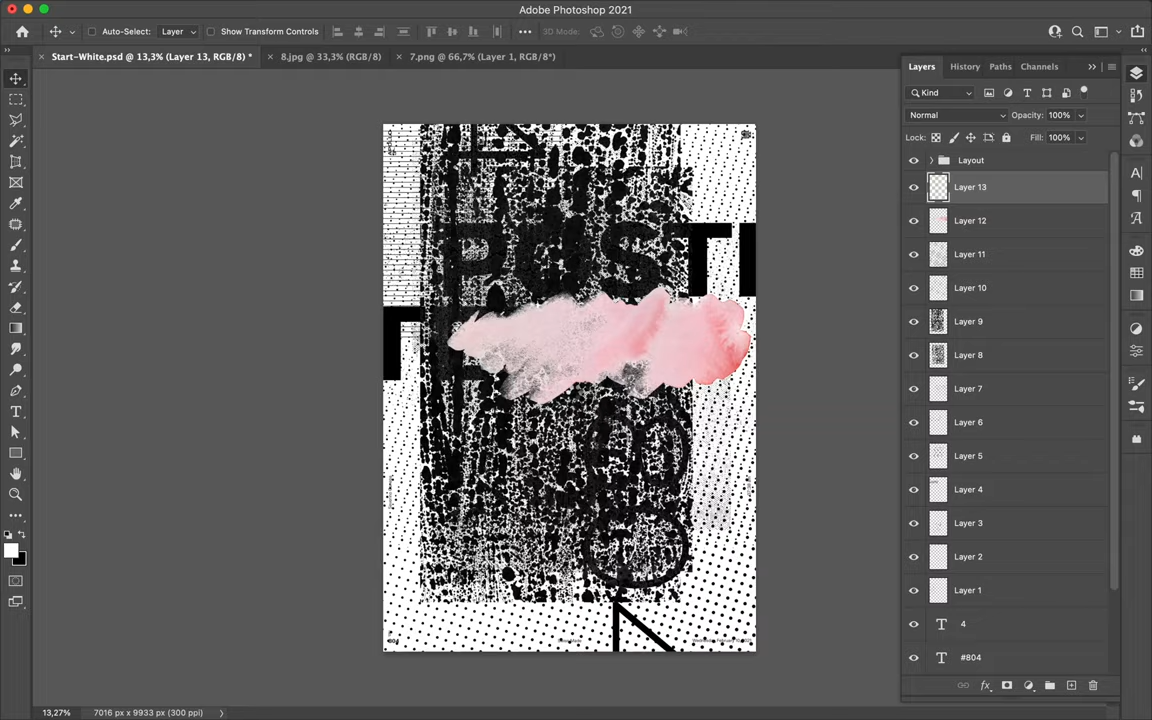 Adobe Photoshop 2021
Auto-Select:
Layer
Show Transform Controls
3D Mode:
Start-White.psd @ 13,3% (Layer 13, RGB/8) *
8.jpg @ 33,3% (RGB/8)
7.png @ 66,7% (Layer 1, RGB/8*)
Layers
History
Paths
Channels
Kind
Normal
Opacity: 100%
Lock:
Fill: 100%
Layout
Layer 13
Layer 12
Layer 11
Layer 10
Layer 9
Layer 8
Layer 7
Layer 6
Layer 5
Layer 4
Layer 3
Layer 2
Layer 1
4
#804
13,27%
7016 px x 9933 px (300 ppi)